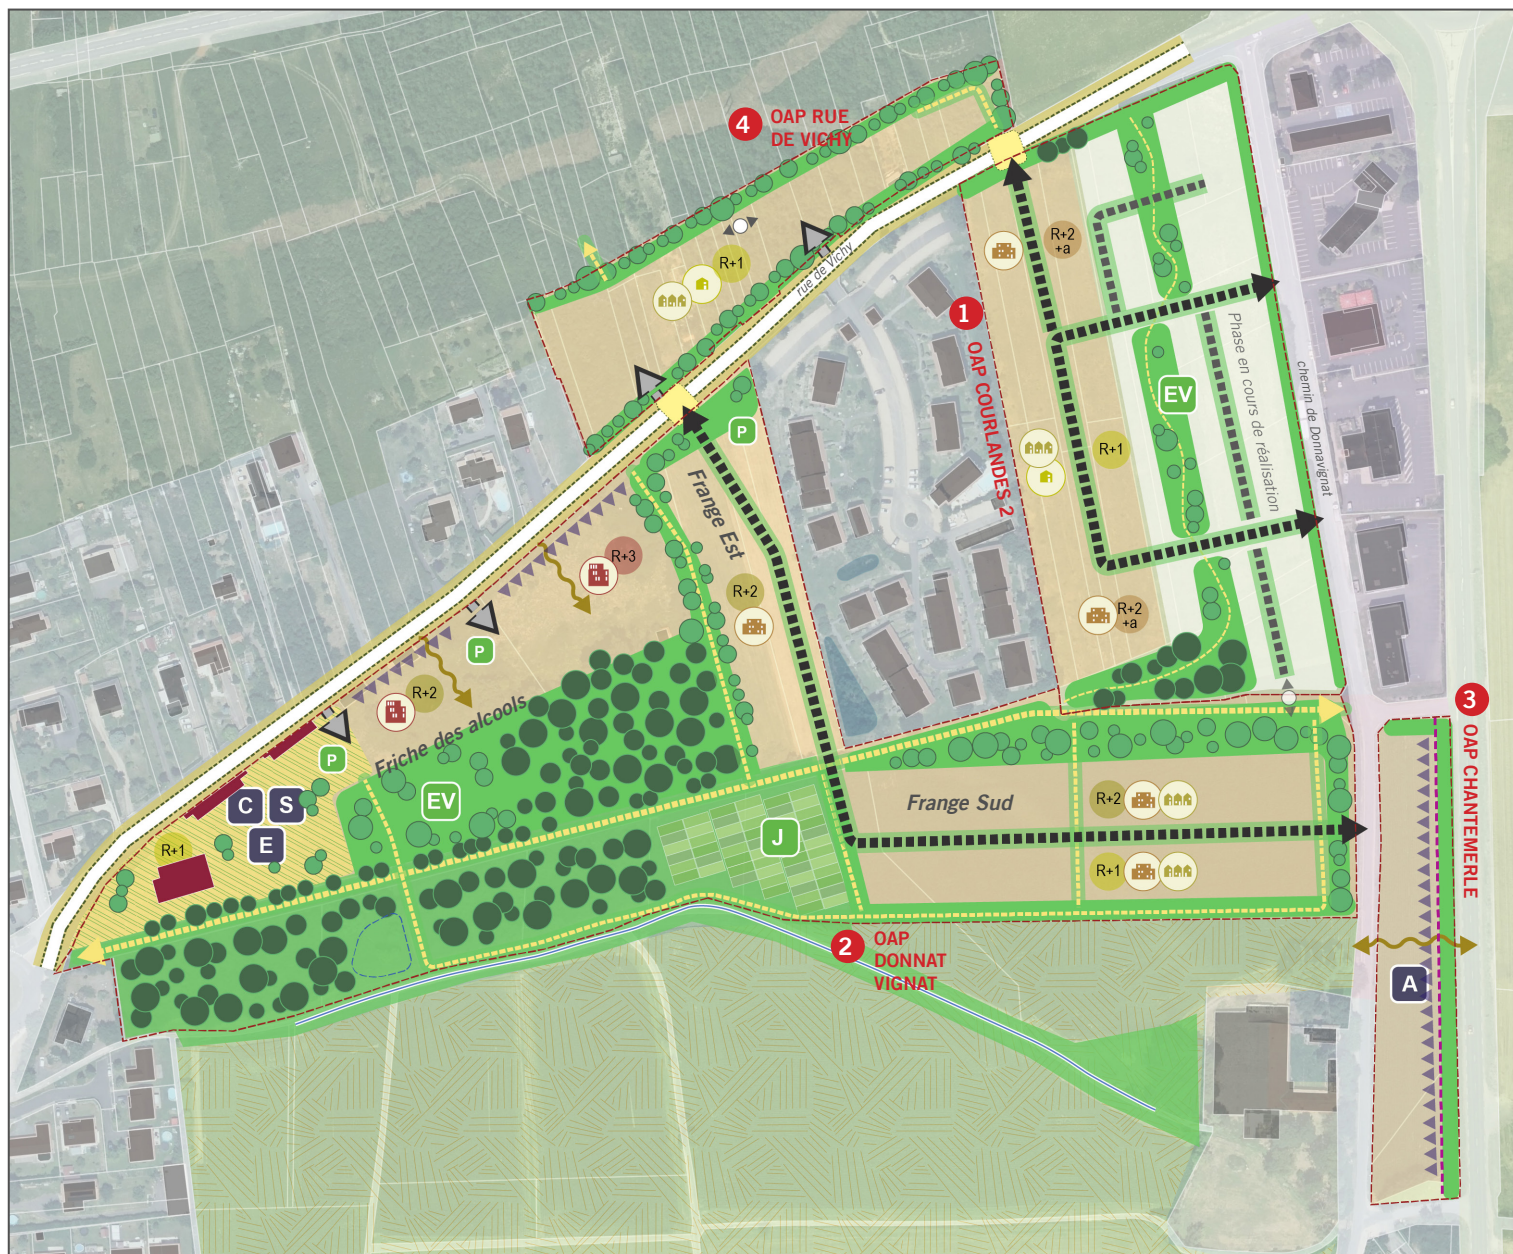 4
OAP RUE
DE VICHY
rue de Vichy
R+1
R+2
+a
1
OAP COURLANDES 2
EV
R+1
Phase en cours de réalisation
chemin de Donnavignat
R+2
+a
P
Frange Est
R+3
R+2
P
R+2
P
Friche des alcools
C
S
E
R+1
EV
J
Frange Sud
R+2
R+1
3
OAP CHANTEMERLE
2
OAP
DONNAT
VIGNAT
A